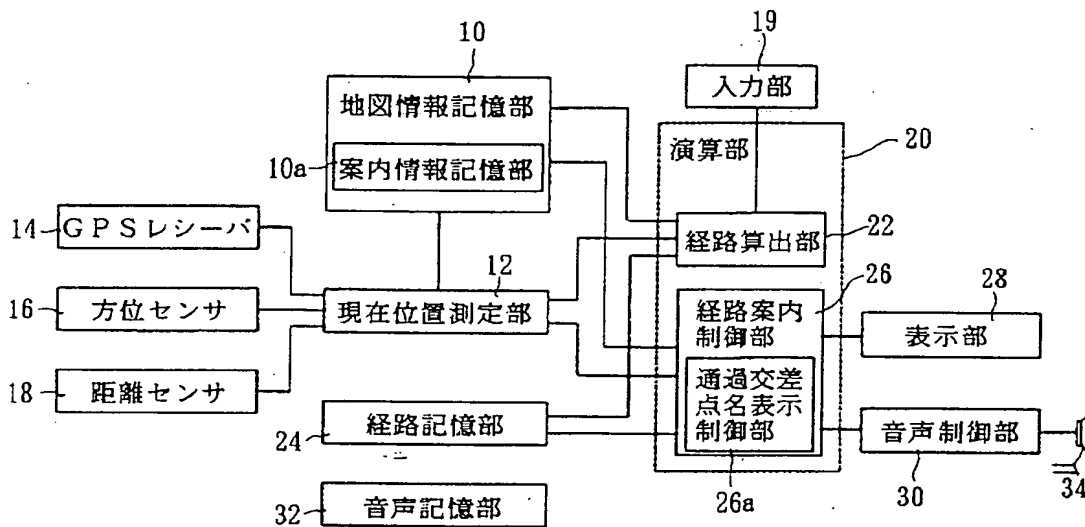 10
地図情報記憶部
10a
案内情報記憶部
19
入力部
20
演算部
経路算出部
22
14
GPSレシーバ
16
方位センサ
18
距離センサ
12
現在位置測定部
26
経路案内
制御部
通過交差
点名表示
制御部
26a
28
表示部
24
経路記憶部
音声制御部
30
34
32
音声記憶部